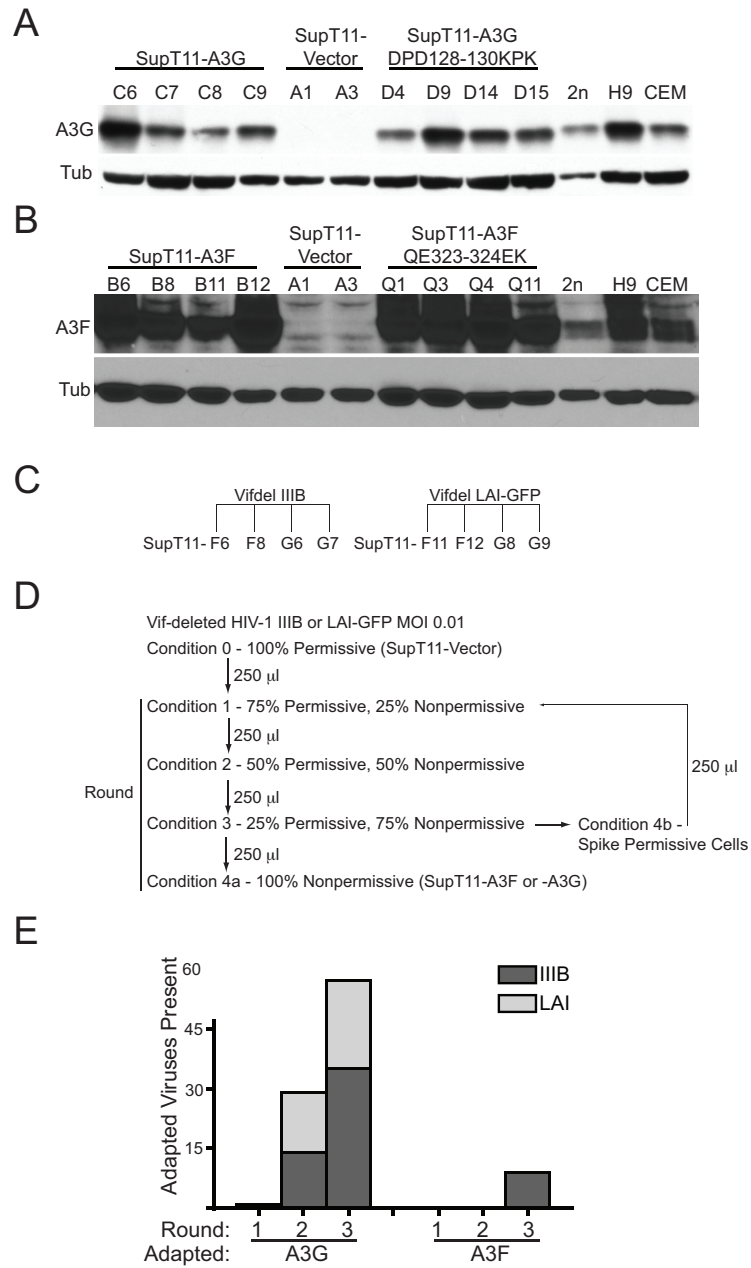 A
SupT11-A3G
SupT11-
Vector
SupT11-A3G
DPD128-130KPK
C6 C7 C8 C9 A1 A3 D4 D9 D14 D15 2n H9 CEM
A3G
Tub
B
SupT11-A3F
SupT11-
Vector
SupT11-A3F
QE323-324EK
B6 B8 B11 B12 A1 A3 Q1 Q3 Q4 Q11 2n H9 CEM
A3F
Tub
C
Vifdel IIIB
Vifdel LAI-GFP
SupT11- F6 F8 G6 G7
SupT11- F11 F12 G8 G9
D
Vif-deleted HIV-1 IIIB or LAI-GFP MOI 0.01
Condition 0 - 100% Permissive (SupT11-Vector)
250 µl
Condition 1 - 75% Permissive, 25% Nonpermissive
250 µl
Condition 2 - 50% Permissive, 50% Nonpermissive
250 µl
Round
250 µl
Condition 3 - 25% Permissive, 75% Nonpermissive
Condition 4b -
Spike Permissive Cells
250 µl
Condition 4a - 100% Nonpermissive (SupT11-A3F or -A3G)
E
Adapted Viruses Present
60
45
30
15
IIIB
LAI
Round: 1 2 3 1 2 3
Adapted: A3G A3F